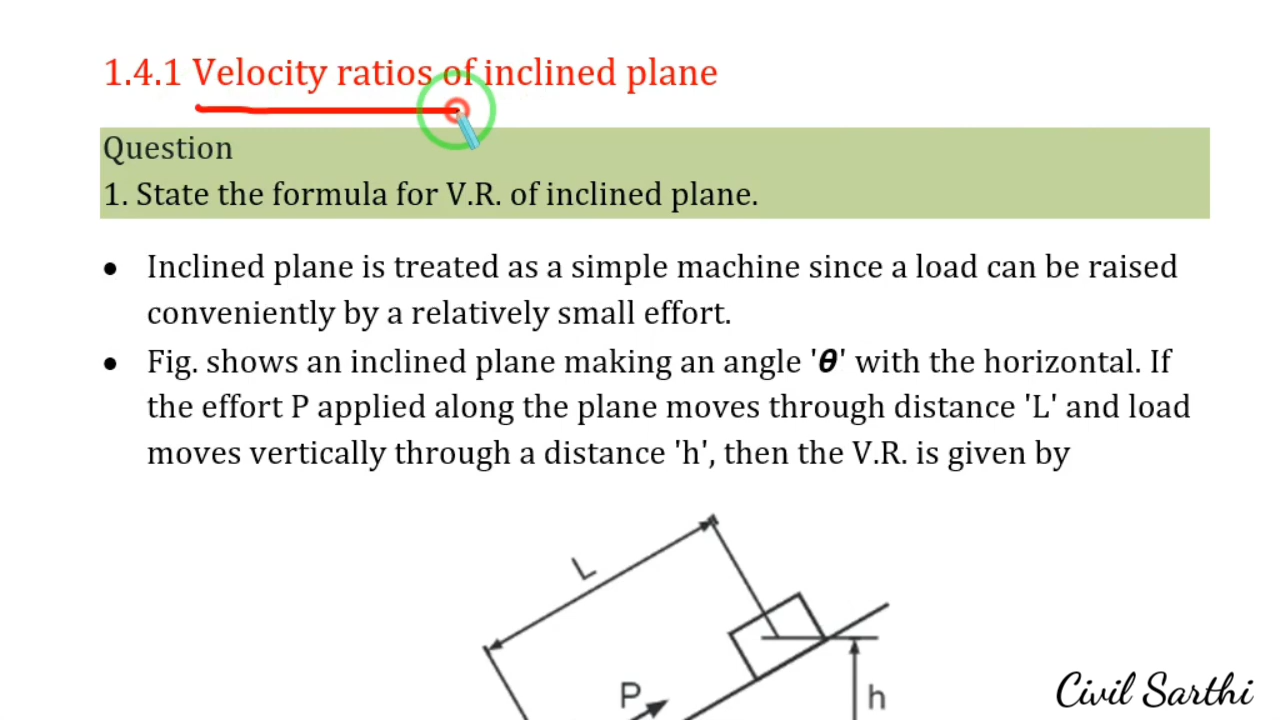 1.4.1 Velocity ratios of inclined plane
Question
1. State the formula for V.R. of inclined plane.
• Inclined plane is treated as a simple machine since a load can be raised
conveniently by a relatively small effort.
• Fig. shows an inclined plane making an angle 'θ' with the horizontal. If
the effort P applied along the plane moves through distance 'L' and load
moves vertically through a distance 'h', then the V.R. is given by
L
P
h
Civil Sarthi